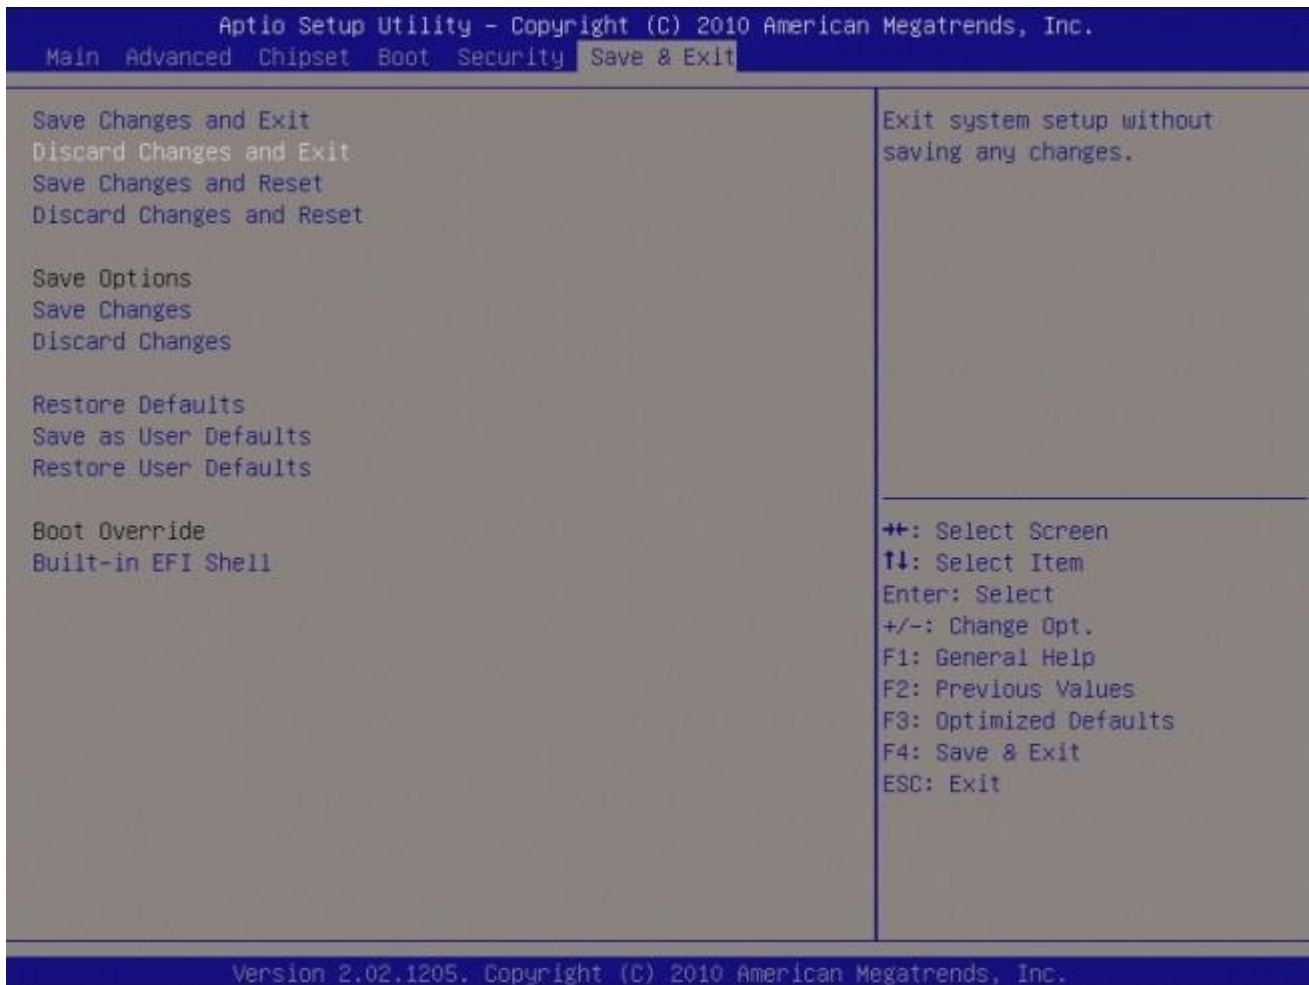 Aptio Setup Utility – Copyright (C) 2010 American Megatrends, Inc.
Main Advanced Chipset Boot Security Save & Exit
Save Changes and Exit
Discard Changes and Exit
Save Changes and Reset
Discard Changes and Reset
Save Options
Save Changes
Discard Changes
Restore Defaults
Save as User Defaults
Restore User Defaults
Boot Override
Built-in EFI Shell
Exit system setup without
saving any changes.
→←: Select Screen
↑↓: Select Item
Enter: Select
+/-: Change Opt.
F1: General Help
F2: Previous Values
F3: Optimized Defaults
F4: Save & Exit
ESC: Exit
Version 2.02.1205. Copyright (C) 2010 American Megatrends, Inc.